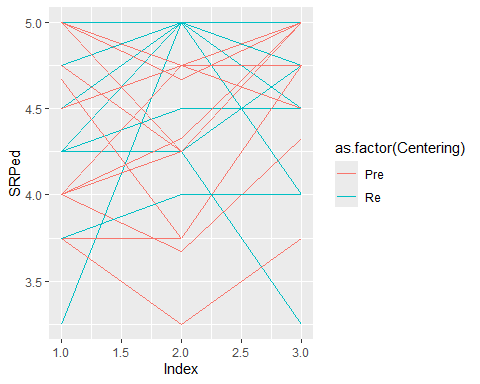 5.0
4.5
4.0
3.5
SRPed
1.0 1.5 2.0 2.5 3.0
Index
as.factor(Centering)
Pre
Re